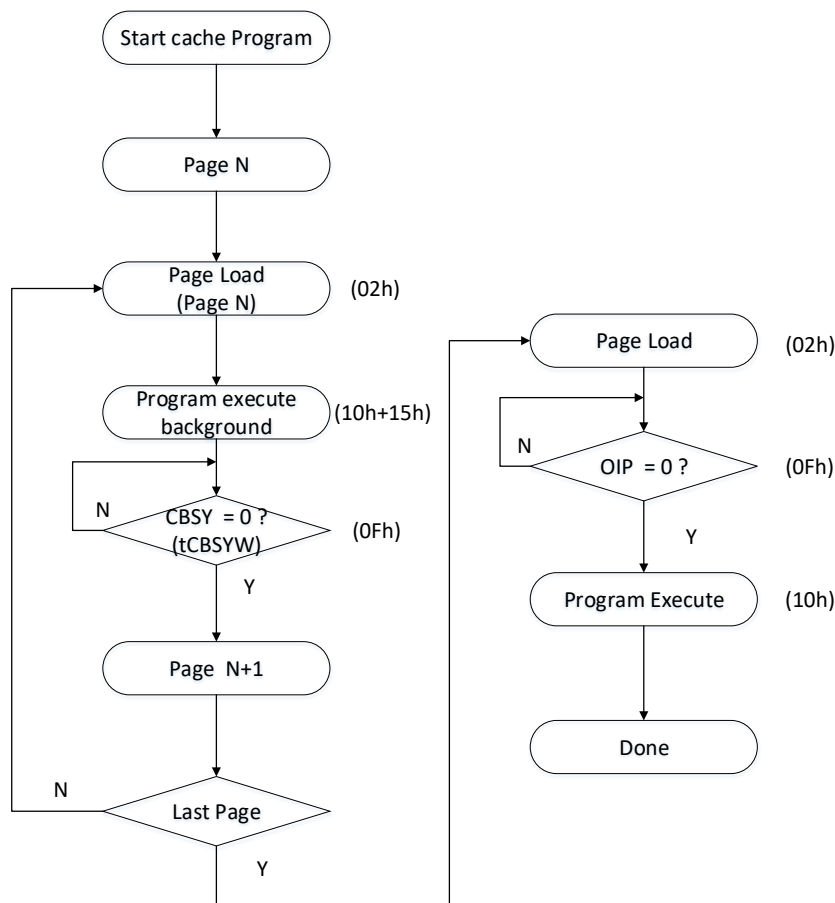 Start cache Program
Page N
Page Load
(Page N)
(02h)
Program execute
background
(10h+15h)
N
CBSY = 0 ?
(tCBSYW)
(0Fh)
Y
Page N+1
N
Last Page
Y
Page Load
(02h)
N
OIP = 0 ?
(0Fh)
Y
Program Execute
(10h)
Done